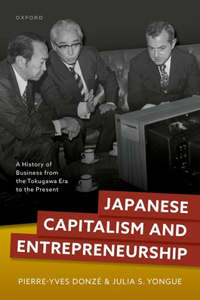 OXFORD
A History of
Business from
the Tokugawa Era
to the Present
JAPANESE
CAPITALISM AND
ENTREPRENEURSHIP
PIERRE-YVES DONZÉ & JULIA S. YONGUE